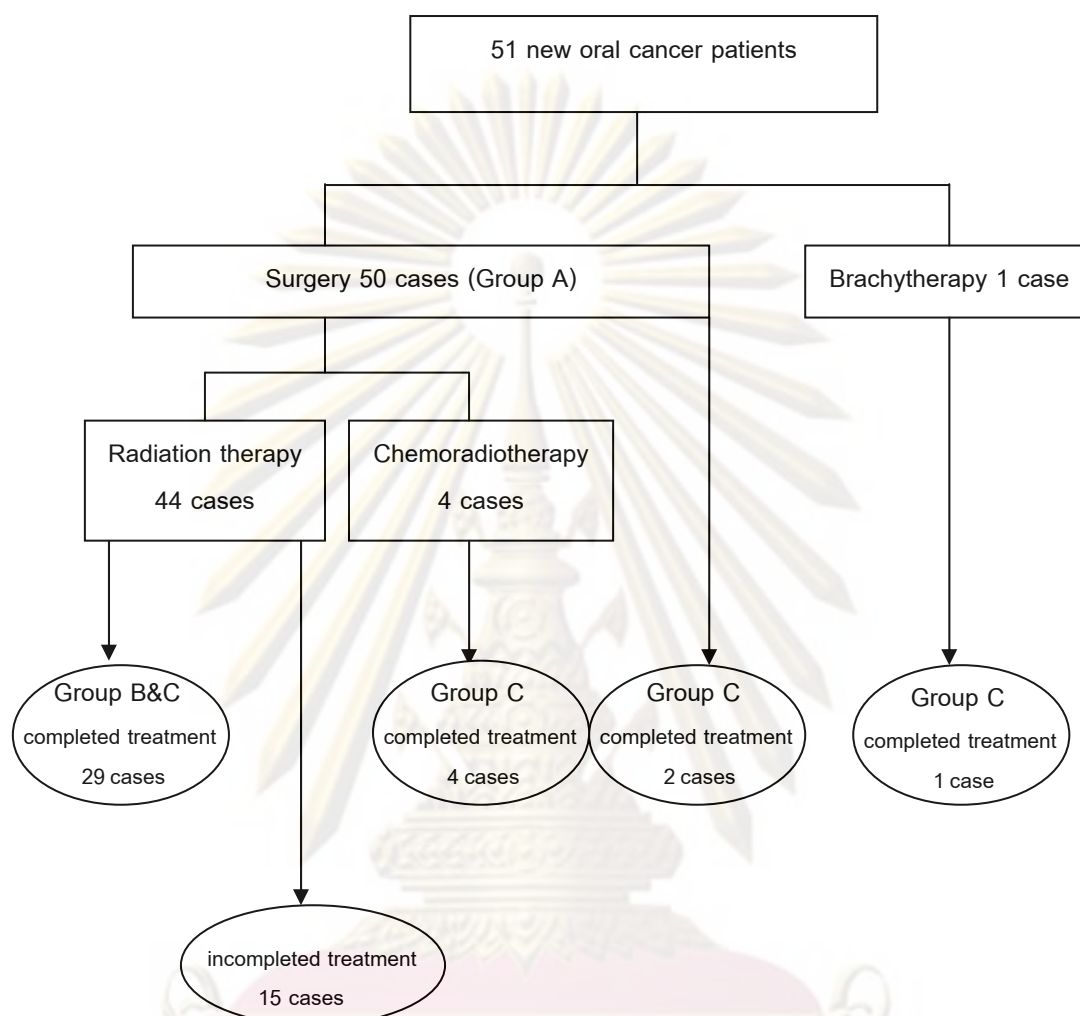 51 new oral cancer patients
Surgery 50 cases (Group A)
Brachytherapy 1 case
Radiation therapy
44 cases
Chemoradiotherapy
4 cases
Group B&C
completed treatment
29 cases
Group C
completed treatment
4 cases
Group C
completed treatment
2 cases
Group C
completed treatment
1 case
incompleted treatment
15 cases